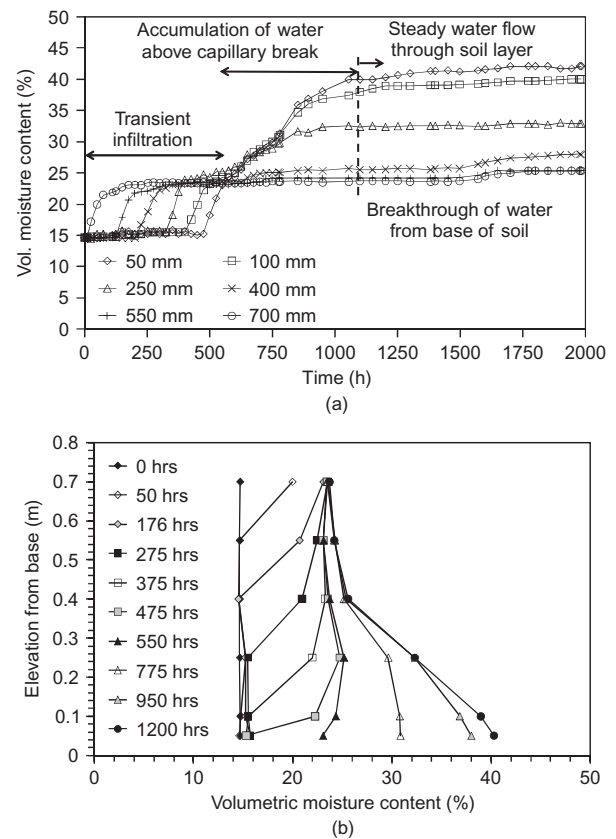 Accumulation of water
above capillary break
Steady water flow
through soil layer
Transient
infiltration
Breakthrough of water
from base of soil
50 mm
100 mm
250 mm
400 mm
550 mm
700 mm
Vol. moisture content (%)
50
45
40
35
30
25
20
15
10
5
0
0
250
500
750
1000
1250
1500
1750
2000
Time (h)
(a)
Elevation from base (m)
0.8
0.7
0.6
0.5
0.4
0.3
0.2
0.1
0
0 hrs
50 hrs
176 hrs
275 hrs
375 hrs
475 hrs
550 hrs
775 hrs
950 hrs
1200 hrs
0
10
20
30
40
50
Volumetric moisture content (%)
(b)